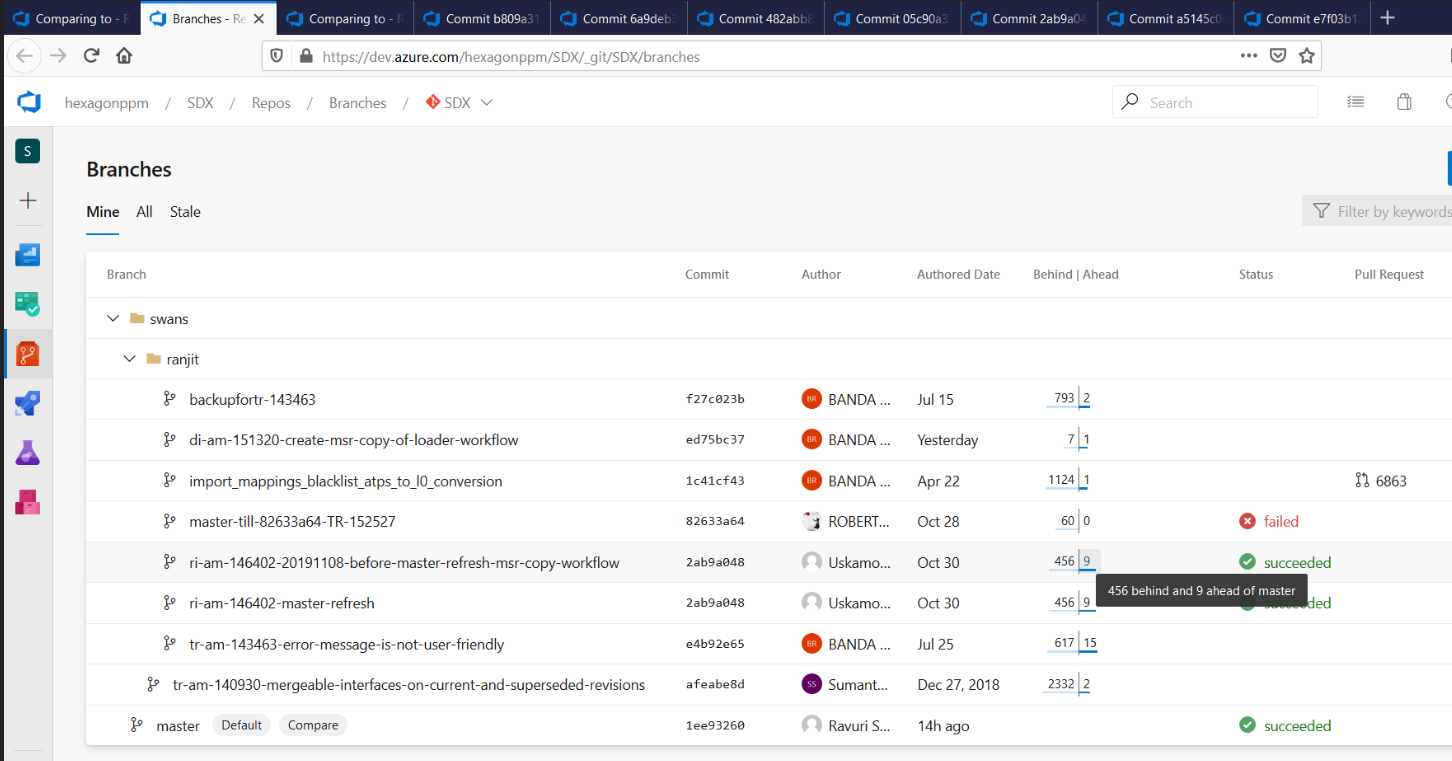 Comparing to - R
Branches - Re
Comparing to - R
Commit b809a31
Commit 6a9deb3
Commit 482abb8
Commit 05c90a3
Commit 2ab9a04
Commit a5145c0
Commit e7f03b1
https://dev.azure.com/hexagonppm/SDX/_git/SDX/branches
hexagonppm / SDX / Repos / Branches / SDX
Search
S
Branches
Mine All Stale
Filter by keywords
Branch Commit Author Authored Date Behind | Ahead Status Pull Request
swans
ranjit
backupfortr-143463 f27c023b BR BANDA ... Jul 15 793 2
di-am-151320-create-msr-copy-of-loader-workflow ed75bc37 BR BANDA ... Yesterday 7 1
import_mappings_blacklist_atps_to_l0_conversion 1c41cf43 BR BANDA ... Apr 22 1124 1 6863
master-till-82633a64-TR-152527 82633a64 ROBERT... Oct 28 60 0 failed
ri-am-146402-20191108-before-master-refresh-msr-copy-workflow 2ab9a048 Uskamo... Oct 30 456 9 succeeded
456 behind and 9 ahead of master
ri-am-146402-master-refresh 2ab9a048 Uskamo... Oct 30 456 9 succeeded
tr-am-143463-error-message-is-not-user-friendly e4b92e65 BR BANDA ... Jul 25 617 15
tr-am-140930-mergeable-interfaces-on-current-and-superseded-revisions afeabe8d SS Sumant... Dec 27, 2018 2332 2
master Default Compare 1ee93260 Ravuri S... 14h ago succeeded